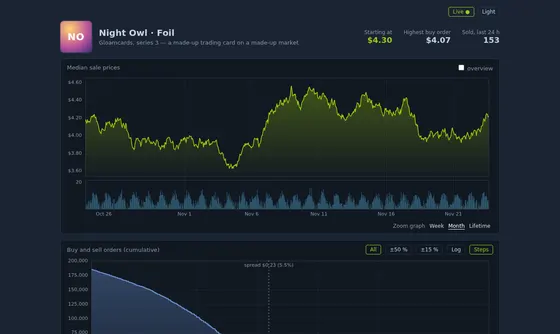 Live
Light
NO
Night Owl · Foil
Gloamcards: series 3 — a made-up trading card on a made-up market.
Starting at
$4.30
Highest buy order
$4.07
Sold, last 24 h
153
Median sale prices
overview
$4.60
$4.40
$4.20
$4.00
$3.80
$3.60
20
Oct 26
Nov 1
Nov 6
Nov 11
Nov 16
Nov 21
Zoom graph Week Month Lifetime
Buy and sell orders (cumulative)
All ±50 % ±15 % Log Steps
200,000
175,000
150,000
125,000
100,000
75,000
spread $0.23 (5.5%)